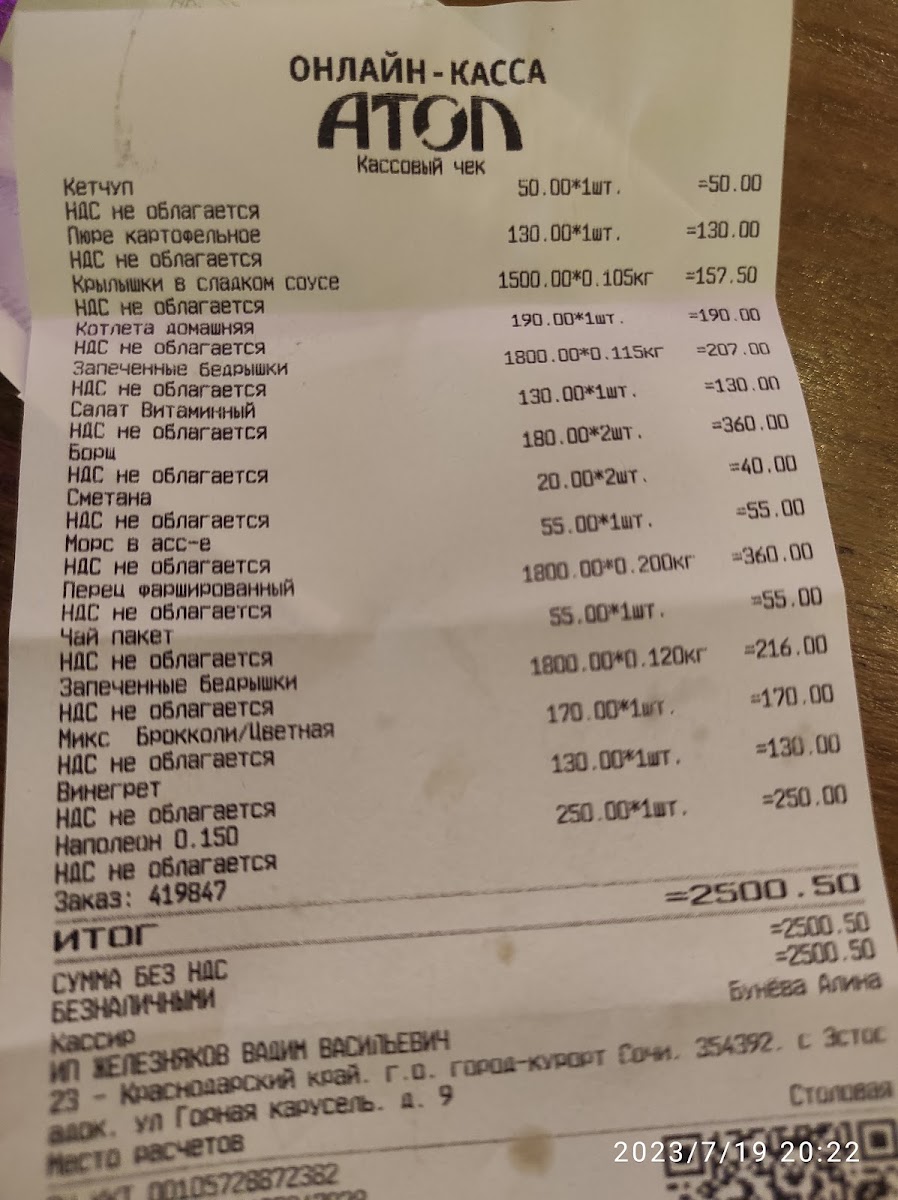 ОНЛАЙН-КАССА
АТОЛ
Кассовый чек
Кетчуп 50.00*1шт. =50.00
НДС не облагается
Пюре картофельное 130.00*1шт. =130.00
НДС не облагается
Крылышки в сладком соусе 1500.00*0.105кг =157.50
НДС не облагается
Котлета домашняя 190.00*1шт. =190.00
НДС не облагается
Запеченные бедрышки 1800.00*0.115кг =207.00
НДС не облагается
Салат Витаминный 130.00*1шт. =130.00
НДС не облагается
Борщ 180.00*2шт. =360.00
НДС не облагается
Сметана 20.00*2шт. =40.00
НДС не облагается
Морс в асс-е 55.00*1шт. =55.00
НДС не облагается
Перец фаршированный 1800.00*0.200кг =360.00
НДС не облагается
Чай пакет 55.00*1шт. =55.00
НДС не облагается
Запеченные бедрышки 1800.00*0.120кг =216.00
НДС не облагается
Микс Брокколи/Цветная 170.00*1шт. =170.00
НДС не облагается
Винегрет 130.00*1шт. =130.00
НДС не облагается
Наполеон 0.150 250.00*1шт. =250.00
НДС не облагается
Заказ: 419847
ИТОГ =2500.50
СУММА БЕЗ НДС =2500.50
БЕЗНАЛИЧНЫМИ =2500.50
Кассир Бунёва Алина
ИП ЖЕЛЕЗНЯКОВ ВАДИМ ВАСИЛЬЕВИЧ
23 - Краснодарский край, г.о. город-курорт Сочи, 354392, с Эстос
адок, ул Горная карусель, д. 9
Место расчетов Столовая
00105728872382
2023/7/19 20:22